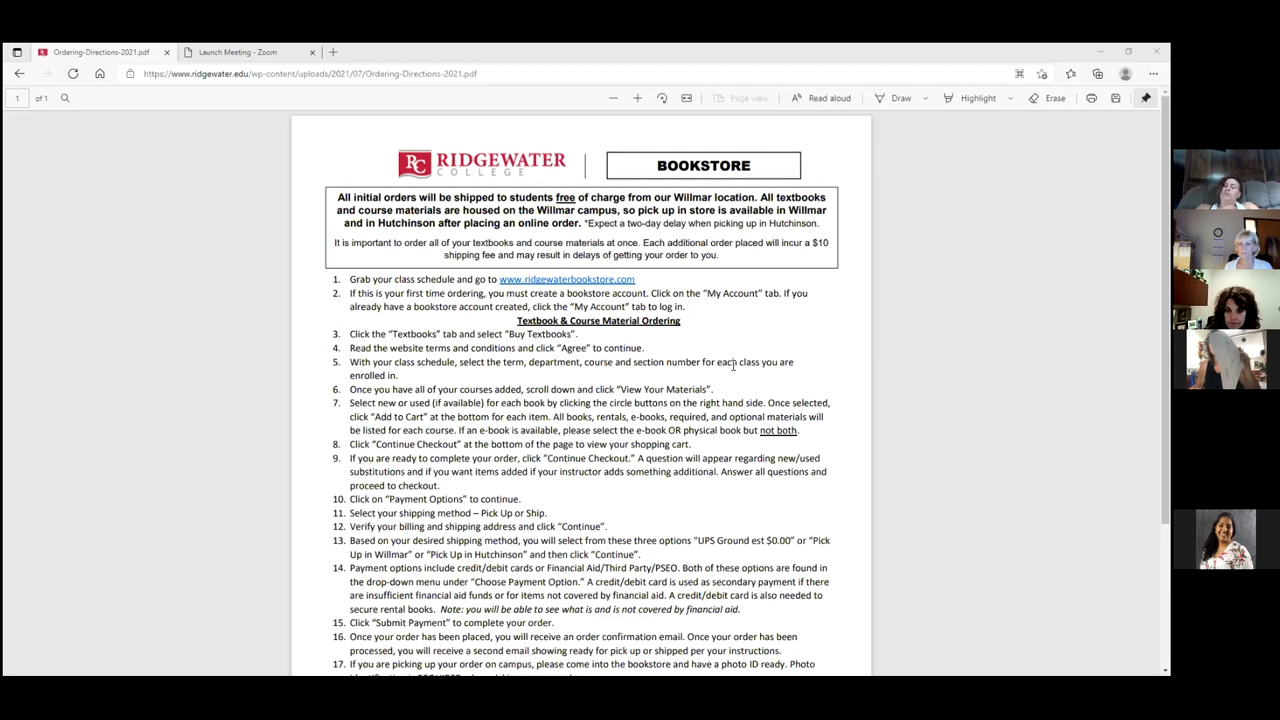 Ordering-Directions-2021.pdf
Launch Meeting - Zoom
https://www.ridgewater.edu/wp-content/uploads/2021/07/Ordering-Directions-2021.pdf
1 of 1
Page view
Read aloud
Draw
Highlight
Erase
RC RIDGEWATER
COLLEGE
BOOKSTORE
All initial orders will be shipped to students free of charge from our Willmar location. All textbooks
and course materials are housed on the Willmar campus, so pick up in store is available in Willmar
and in Hutchinson after placing an online order. *Expect a two-day delay when picking up in Hutchinson.
It is important to order all of your textbooks and course materials at once. Each additional order placed will incur a $10
shipping fee and may result in delays of getting your order to you.
1. Grab your class schedule and go to www.ridgewaterbookstore.com
2. If this is your first time ordering, you must create a bookstore account. Click on the “My Account” tab. If you
already have a bookstore account created, click the “My Account” tab to log in.
Textbook & Course Material Ordering
3. Click the “Textbooks” tab and select “Buy Textbooks”.
4. Read the website terms and conditions and click “Agree” to continue.
5. With your class schedule, select the term, department, course and section number for each class you are
enrolled in.
6. Once you have all of your courses added, scroll down and click “View Your Materials”.
7. Select new or used (if available) for each book by clicking the circle buttons on the right hand side. Once selected,
click “Add to Cart” at the bottom for each item. All books, rentals, e-books, required, and optional materials will
be listed for each course. If an e-book is available, please select the e-book OR physical book but not both.
8. Click “Continue Checkout” at the bottom of the page to view your shopping cart.
9. If you are ready to complete your order, click “Continue Checkout.” A question will appear regarding new/used
substitutions and if you want items added if your instructor adds something additional. Answer all questions and
proceed to checkout.
10. Click on “Payment Options” to continue.
11. Select your shipping method – Pick Up or Ship.
12. Verify your billing and shipping address and click “Continue”.
13. Based on your desired shipping method, you will select from these three options “UPS Ground est $0.00” or “Pick
Up in Willmar” or “Pick Up in Hutchinson” and then click “Continue”.
14. Payment options include credit/debit cards or Financial Aid/Third Party/PSEO. Both of these options are found in
the drop-down menu under “Choose Payment Option.” A credit/debit card is used as secondary payment if there
are insufficient financial aid funds or for items not covered by financial aid. A credit/debit card is also needed to
secure rental books. Note: you will be able to see what is and is not covered by financial aid.
15. Click “Submit Payment” to complete your order.
16. Once your order has been placed, you will receive an order confirmation email. Once your order has been
processed, you will receive a second email showing ready for pick up or shipped per your instructions.
17. If you are picking up your order on campus, please come into the bookstore and have a photo ID ready. Photo